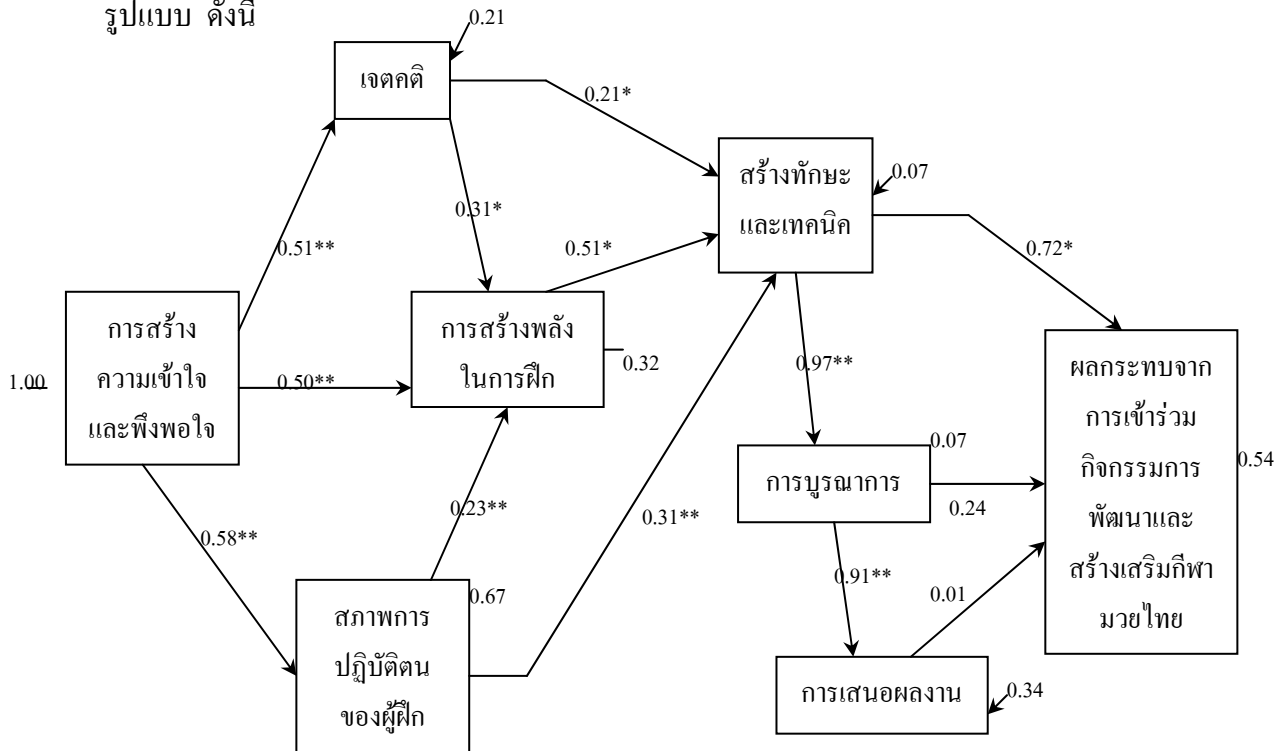 รูปแบบ ดังนี้
0.21
เจตคติ
0.21*
สร้างทักษะ
และเทคนิค
0.07
0.31*
0.51**
0.51*
0.72*
การสร้าง
ความเข้าใจ
และพึงพอใจ
1.00
0.50**
การสร้างพลัง
ในการฝึก
0.32
0.97**
ผลกระทบจาก
การเข้าร่วม
กิจกรรมการ
พัฒนาและ
สร้างเสริมกีฬา
มวยไทย
0.54
การบูรณาการ
0.07
0.24
0.58**
0.23**
0.31**
0.91**
0.01
สภาพการ
ปฏิบัติตน
ของผู้ฝึก
0.67
การเสนอผลงาน
0.34